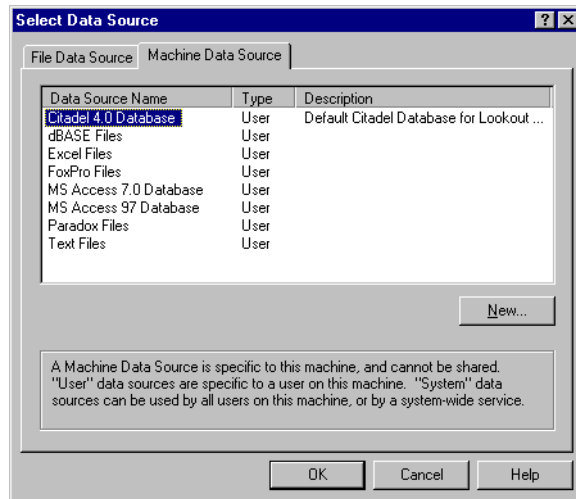 Select Data Source
File Data Source Machine Data Source
Data Source Name Type Description
Citadel 4.0 Database User Default Citadel Database for Lookout ...
dBASE Files User
Excel Files User
FoxPro Files User
MS Access 7.0 Database User
MS Access 97 Database User
Paradox Files User
Text Files User
New...
A Machine Data Source is specific to this machine, and cannot be shared.
"User" data sources are specific to a user on this machine. "System" data
sources can be used by all users on this machine, or by a system-wide service.
OK Cancel Help